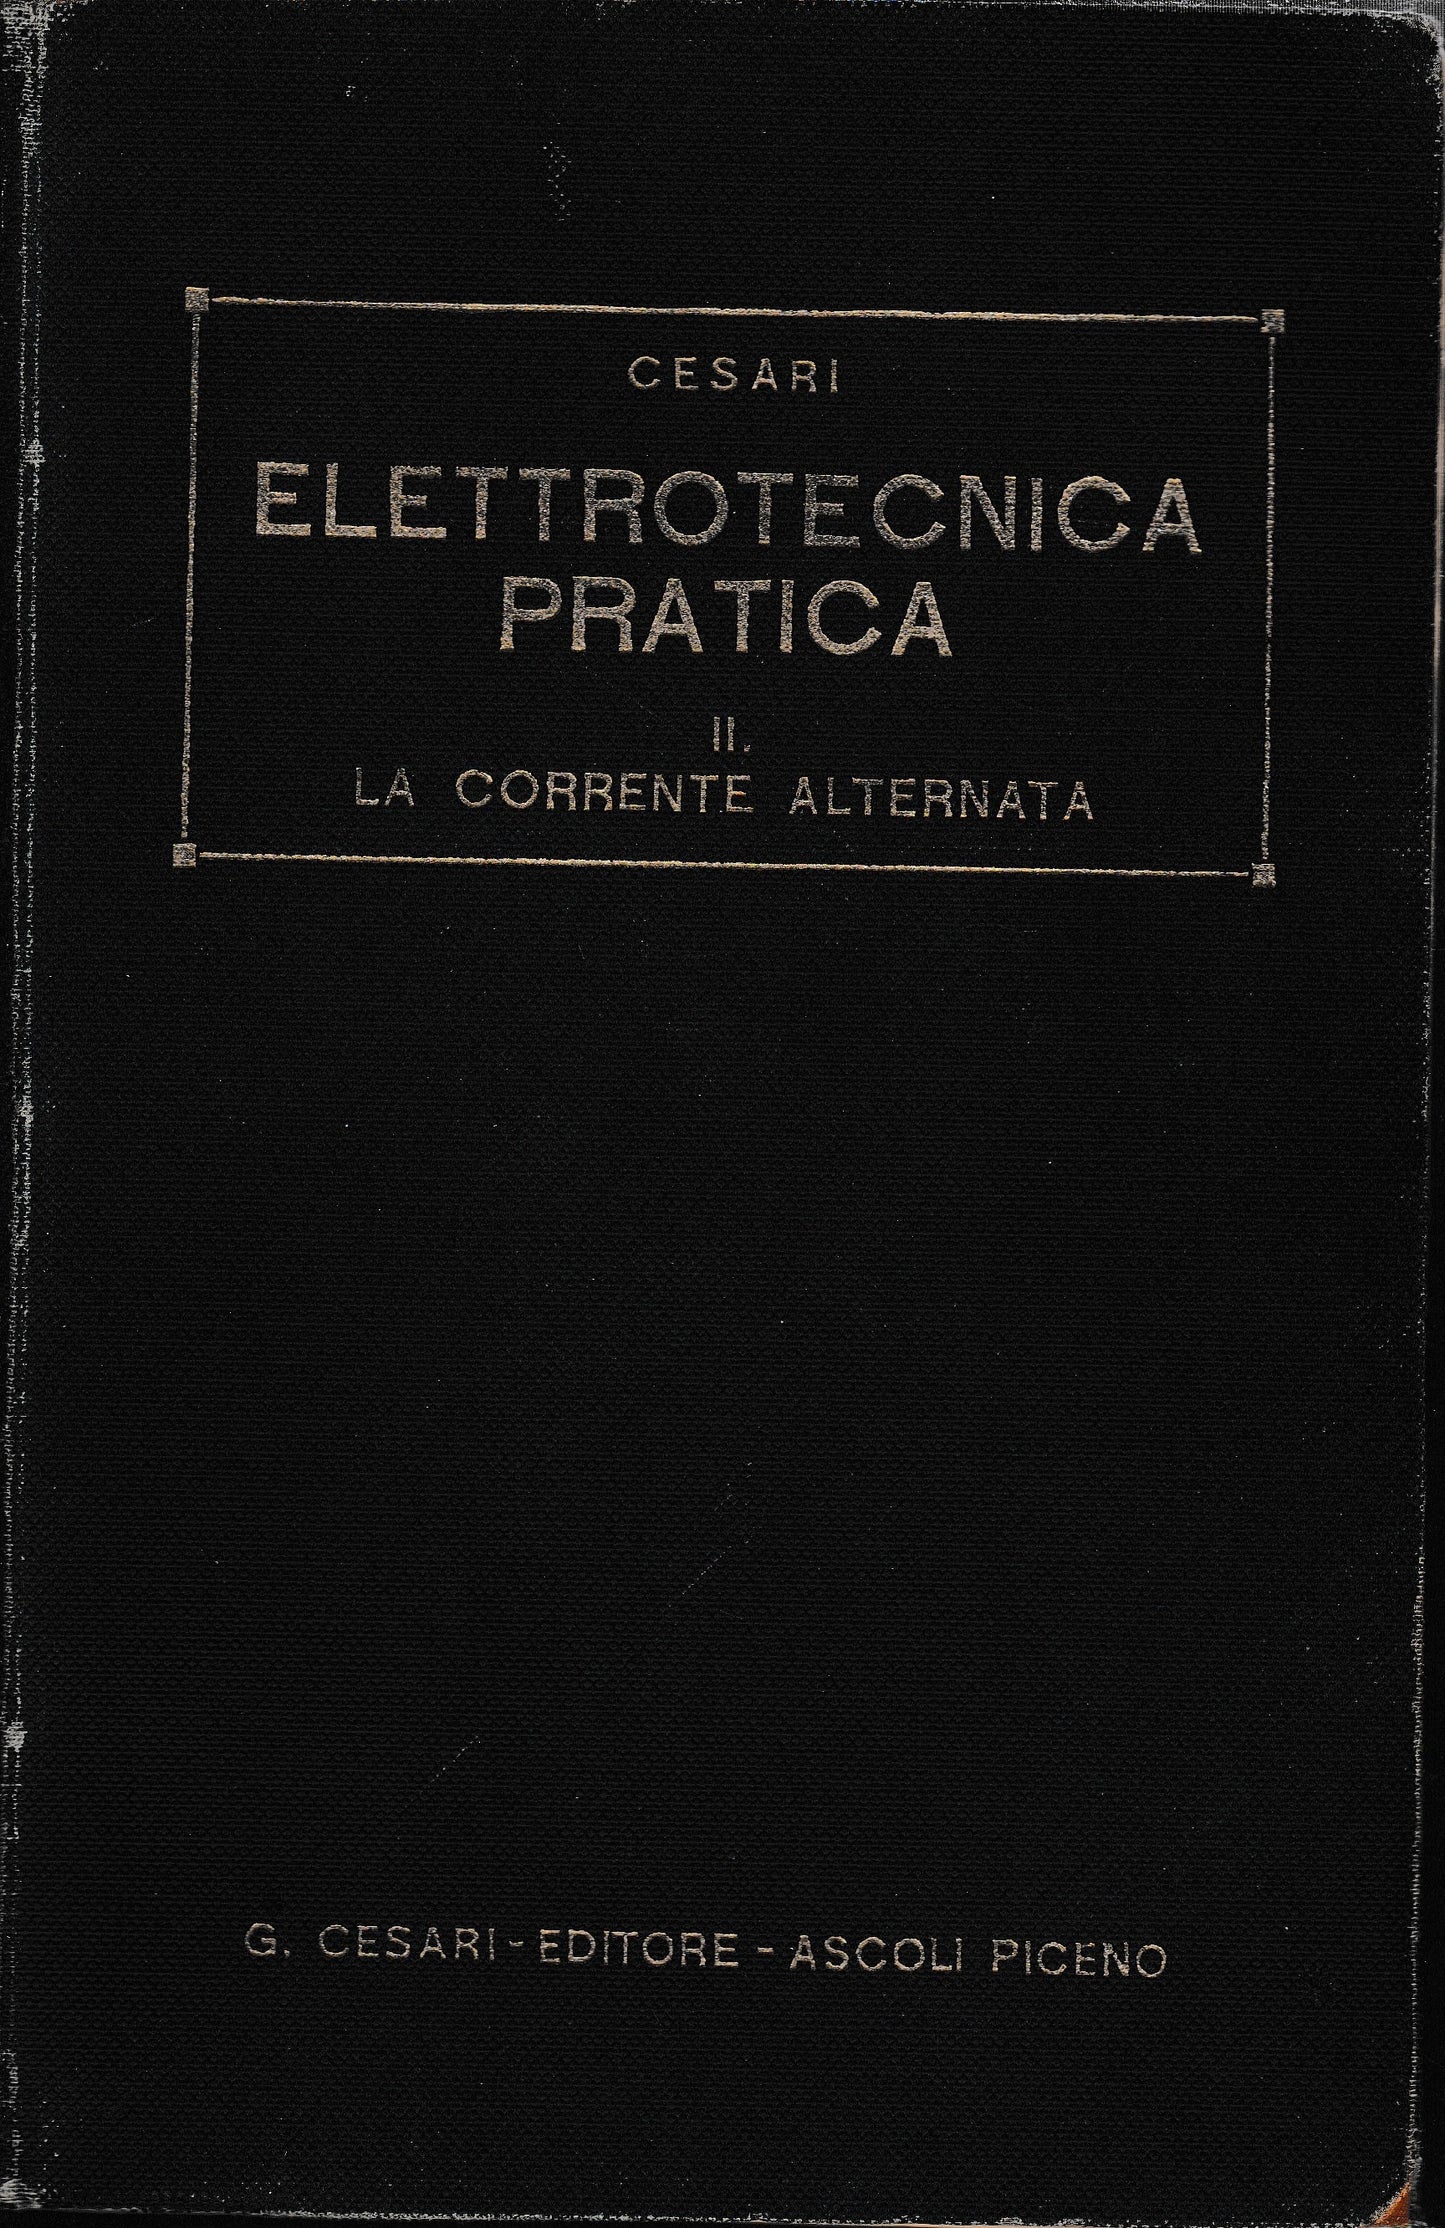 CESARI
ELETTROTECNICA
PRATICA
II.
LA CORRENTE ALTERNATA
G. CESARI - EDITORE - ASCOLI PICENO